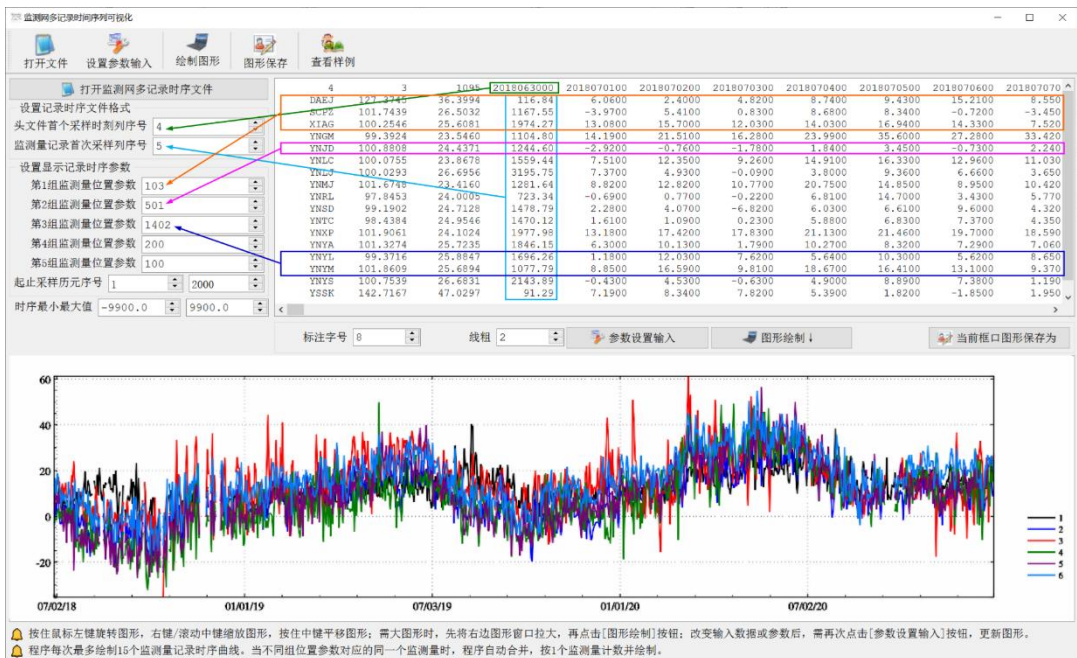 监测网多记录时间序列可视化
打开文件 设置参数输入 绘制图形 图形保存 查看样例
打开监测网多记录时序文件
设置记录时序文件格式
头文件首个采样时刻列序号 4
监测量记录首次采样列序号 5
设置显示记录时序参数
第1组监测量位置参数 103
第2组监测量位置参数 501
第3组监测量位置参数 1402
第4组监测量位置参数 200
第5组监测量位置参数 100
起止采样历元序号 1 2000
时序最小最大值 -9900.0 9900.0
4 3 1095 2018063000 2018070100 2018070200 2018070300 2018070400 2018070500 2018070600 20180707
DAEJ 127.3745 36.3994 116.84 6.0600 2.4000 4.8200 8.7400 9.4300 15.2100 8.550
SCPZ 101.7439 26.5032 1167.55 -3.9700 5.4100 0.8300 8.6800 8.3400 -0.7200 -3.450
XIAG 100.2546 25.6081 1974.27 13.0800 15.7000 12.0300 14.0300 16.9400 14.3300 7.520
YNGM 99.3924 23.5460 1104.80 14.1900 21.5100 16.2800 23.9900 35.6000 27.2800 33.420
YNJD 100.8808 24.4371 1244.60 -2.9200 -0.7600 -1.7800 1.8400 3.4500 -0.7300 2.240
YNLC 100.0755 23.8678 1559.44 7.5100 12.3500 9.2600 14.9100 16.3300 12.9600 11.030
YNLJ 100.0293 26.6956 3195.75 7.3700 4.9300 -0.0900 3.8000 9.3600 6.6600 3.650
YNMJ 101.6748 23.4160 1281.64 8.8200 12.8200 10.7700 20.7500 14.8500 8.9500 10.420
YNRL 97.8453 24.0005 723.34 -0.6900 0.7700 -0.2200 6.8100 14.7000 3.4300 5.770
YNSD 99.1902 24.7128 1478.79 2.2800 4.0700 -6.8200 6.0300 6.6100 9.6000 4.320
YNTC 98.4384 24.9546 1470.12 1.6100 1.0900 0.2300 5.8800 6.8300 7.3700 4.350
YNXP 101.9061 24.1024 1977.98 13.1800 17.4200 17.8300 21.1300 21.4600 19.7000 18.590
YNYA 101.3274 25.7235 1846.15 6.3000 10.1300 1.7900 10.2700 8.3200 7.2900 7.060
YNYL 99.3716 25.8847 1696.26 1.1800 12.0300 7.6200 5.6400 10.3000 5.6200 8.650
YNYM 101.8609 25.6894 1077.79 8.8500 16.5900 9.8100 18.6700 16.4100 13.1000 9.370
YNYS 100.7539 26.6831 2143.89 -0.4300 4.5300 -0.6300 4.9000 8.8900 7.3800 1.190
YSSK 142.7167 47.0297 91.29 7.1900 8.3400 7.8200 5.3900 1.8200 -1.8500 1.950
标注字号 8 线粗 2 参数设置输入 图形绘制↓ 当前框口图形保存为
60
40
20
0
-20
07/02/18 01/01/19 07/03/19 01/01/20 07/02/20
1
2
3
4
5
6
按住鼠标左键旋转图形，右键/滚动中键缩放图形，按住中键平移图形；需大图形时，先将右边图形窗口拉大，再点击[图形绘制]按钮；改变输入数据或参数后，需再次点击[参数设置输入]按钮，更新图形。
程序每次最多绘制15个监测量记录时序曲线。当不同组位置参数对应的同一个监测量时，程序自动合并，按1个监测量计数并绘制。